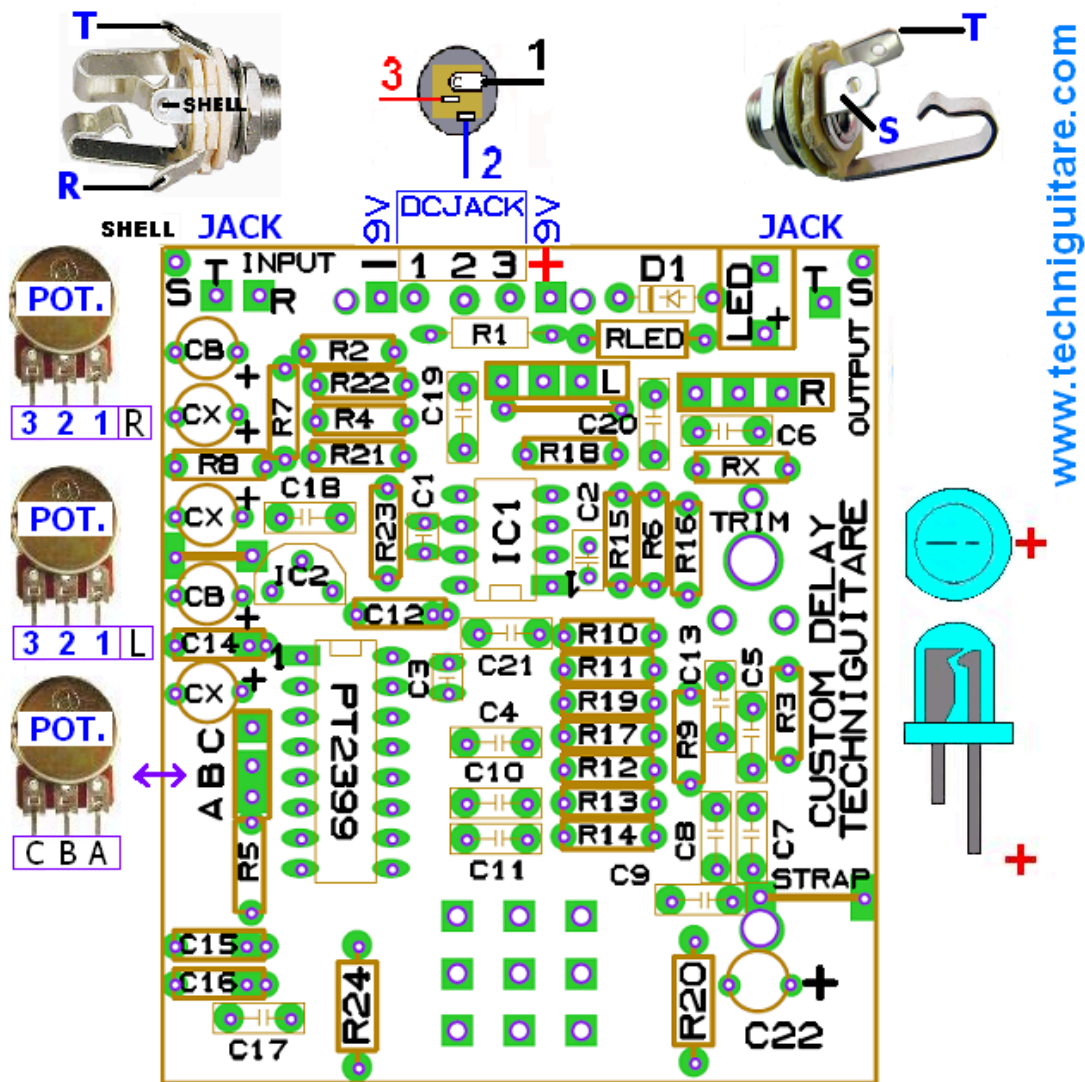 T
SHELL
R
3
1
2
T
S
www.techniguitare.com
9V DCJACK 9V
SHELL JACK
JACK
S T INPUT R
- 1 2 3 +
D1
LED
+
T S
OUTPUT
POT.
3 2 1 R
POT.
3 2 1 L
POT.
C B A
CB +
CX +
R8
R7
R2
R22
R4
R21
R1
RLED
C19
L
C20
R
C6
R18
RX
CX +
C18
R23
C1
IC1
1
C2
R15
R6
R16
TRIM
IC2
CB +
C14
CX +
C12
C21
1
PT2399
C3
C4
C10
C11
R10
R11
R19
R17
R12
R13
R14
C13
R9
C5
R3
CUSTOM DELAY
TECHNIGUITARE
A B C
R5
C8
C7
C9
STRAP
C15
C16
C17
R24
R20
+
C22
+
+